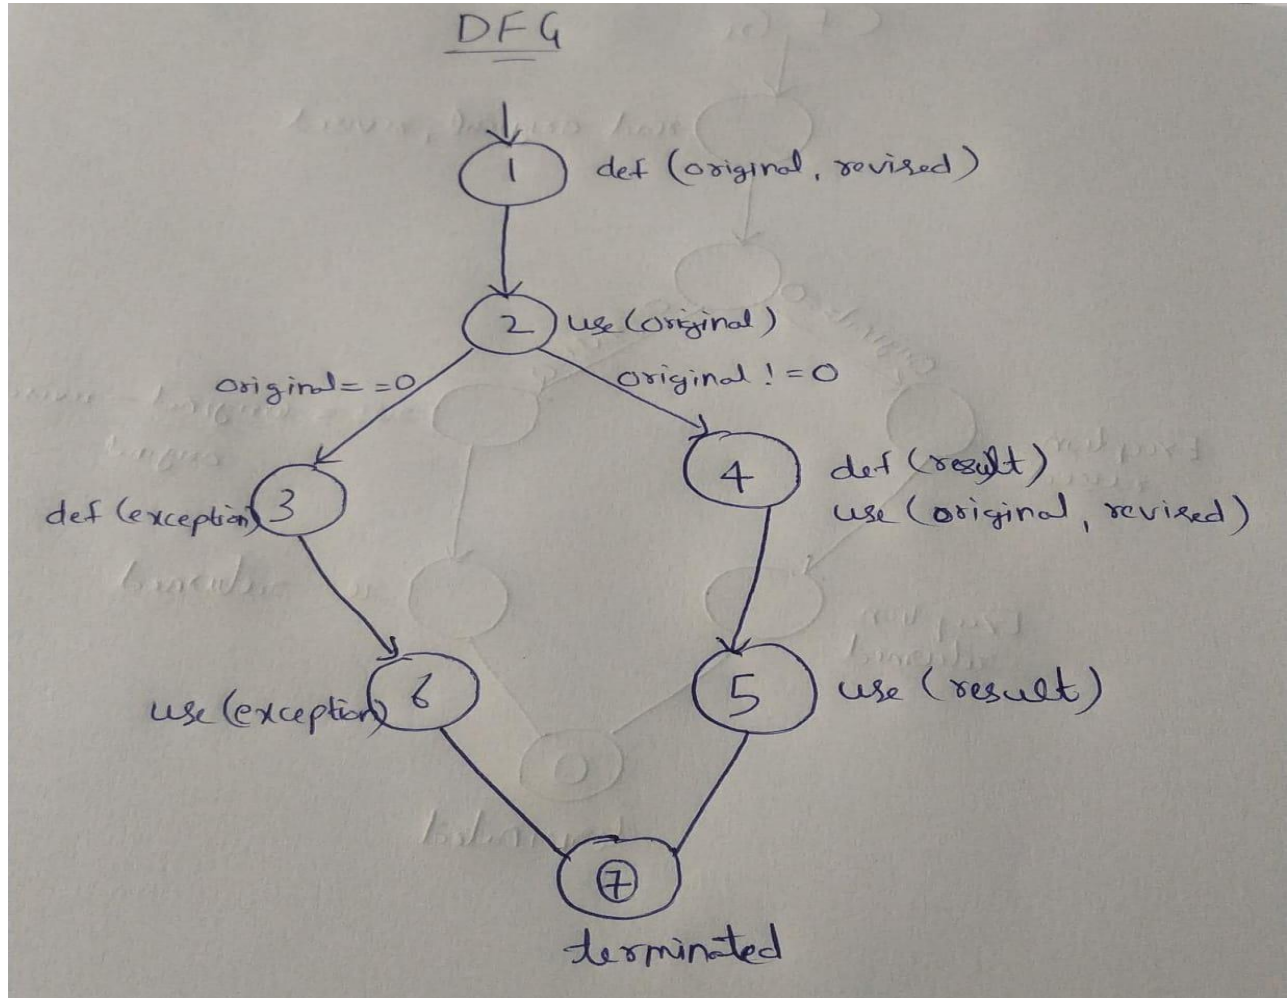 DFG
1 def (original, revised)
2 use (original)
original = = 0 original ! = 0
3 def (exception)
4 def (result)
use (original, revised)
6 use (exception)
5 use (result)
7
terminated